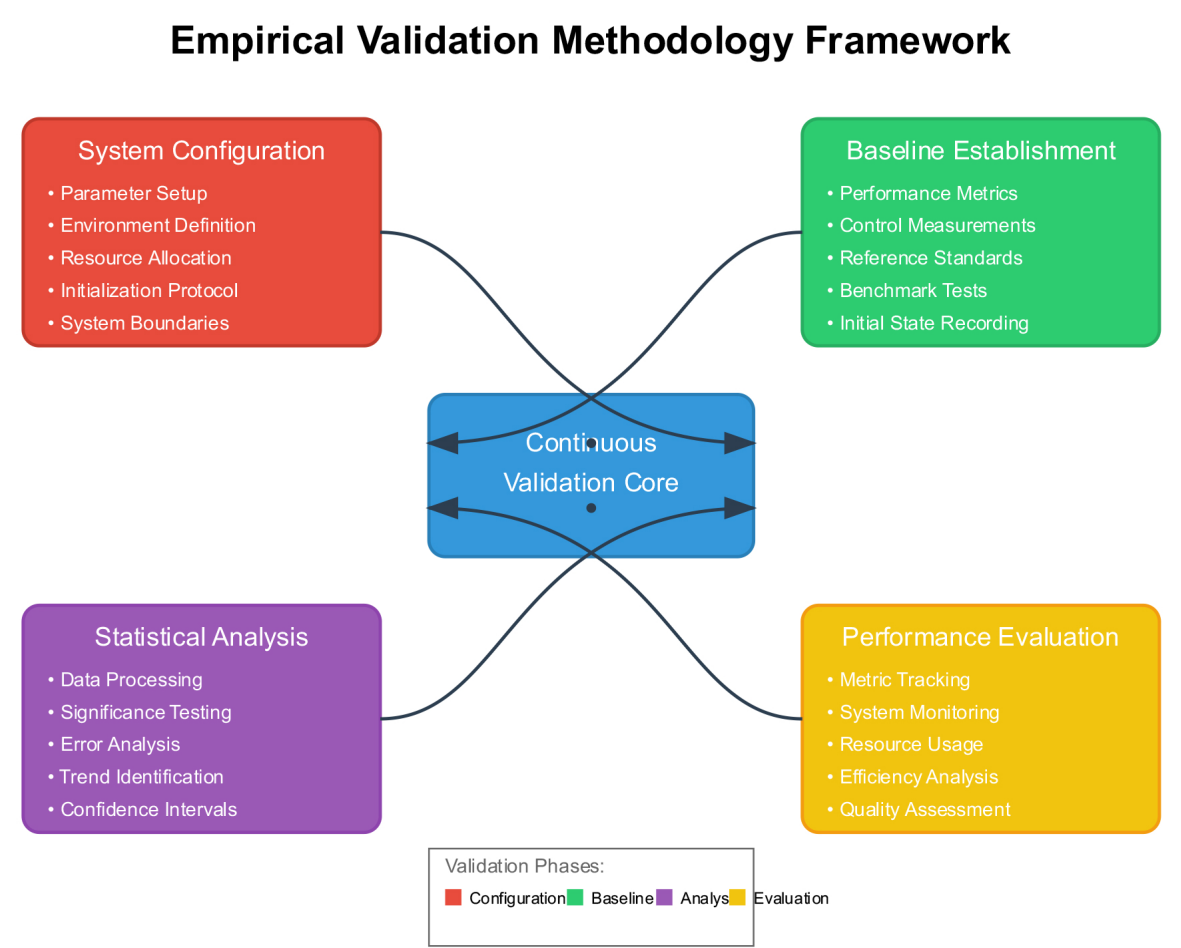 Empirical Validation Methodology Framework
System Configuration
• Parameter Setup
• Environment Definition
• Resource Allocation
• Initialization Protocol
• System Boundaries
Baseline Establishment
• Performance Metrics
• Control Measurements
• Reference Standards
• Benchmark Tests
• Initial State Recording
Continuous
Validation Core
Statistical Analysis
• Data Processing
• Significance Testing
• Error Analysis
• Trend Identification
• Confidence Intervals
Performance Evaluation
• Metric Tracking
• System Monitoring
• Resource Usage
• Efficiency Analysis
• Quality Assessment
Validation Phases:
Configuration Baseline Analys Evaluation